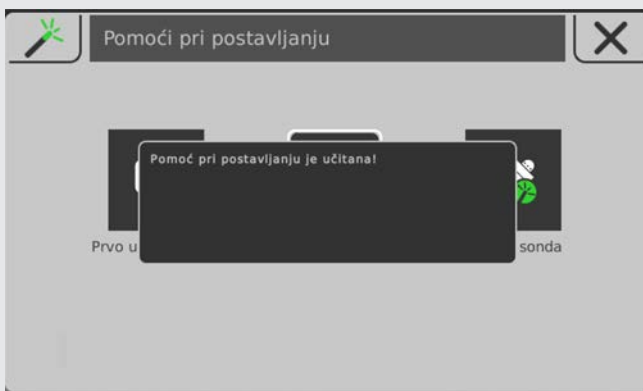 Pomoći pri postavljanju
Pomoć pri postavljanju je učitana!
Prvo u
sonda